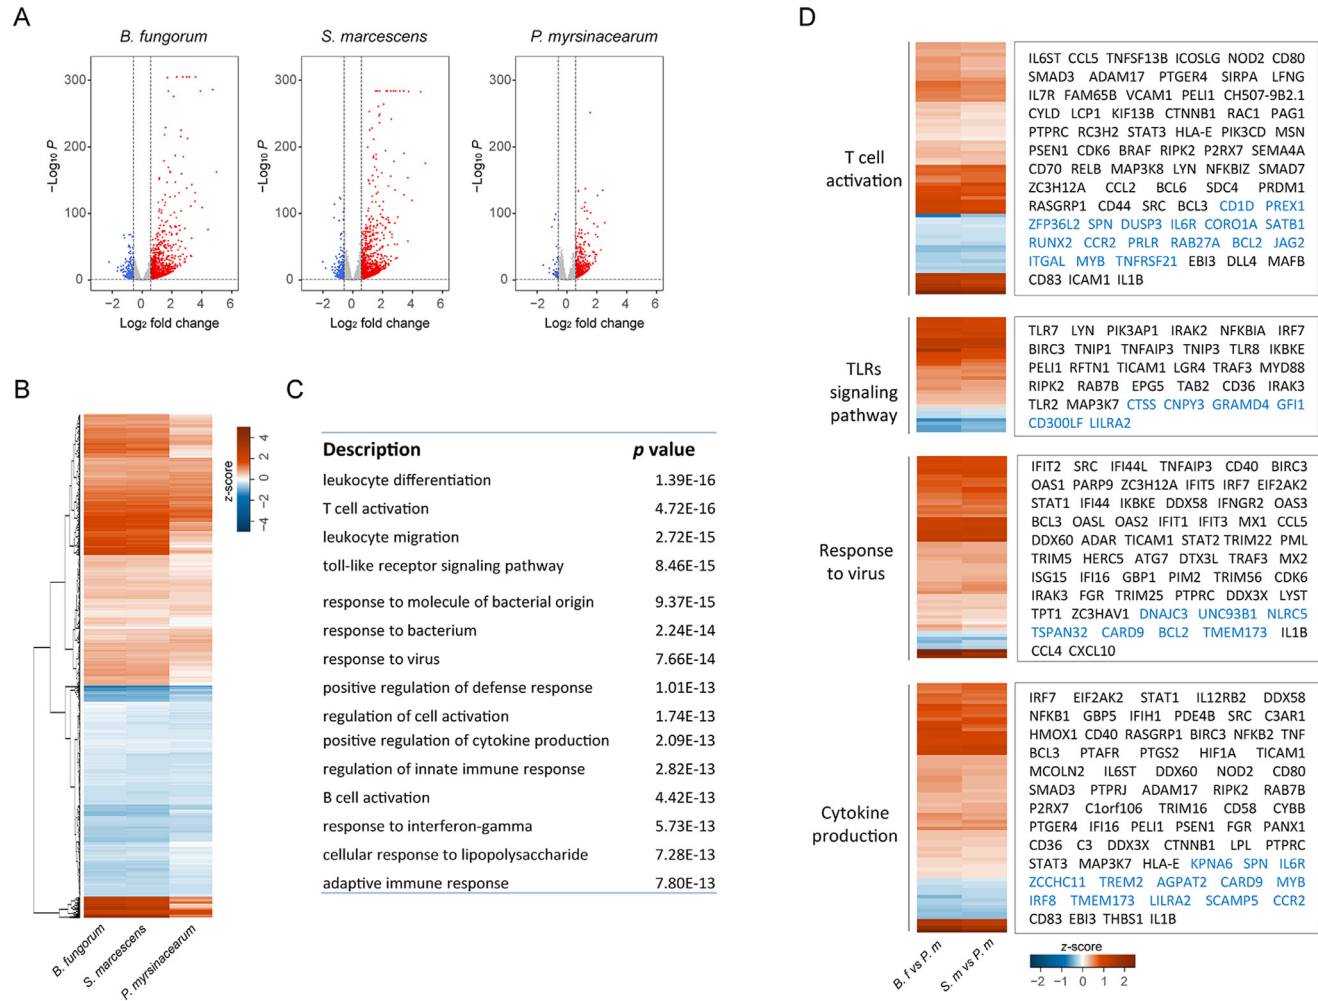 A
B. fungorum
S. marcescens
P. myrsinacearum
−Log10 P
300
200
100
0
−2 0 2 4 6
Log2 fold change
−Log10 P
300
200
100
0
−2 0 2 4 6
Log2 fold change
−Log10 P
300
200
100
0
−2 0 2 4 6
Log2 fold change
B
z-score
4
2
0
−2
−4
B. fungorum
S. marcescens
P. myrsinacearum
C
Description p value
leukocyte differentiation 1.39E-16
T cell activation 4.72E-16
leukocyte migration 2.72E-15
toll-like receptor signaling pathway 8.46E-15
response to molecule of bacterial origin 9.37E-15
response to bacterium 2.24E-14
response to virus 7.66E-14
positive regulation of defense response 1.01E-13
regulation of cell activation 1.74E-13
positive regulation of cytokine production 2.09E-13
regulation of innate immune response 2.82E-13
B cell activation 4.42E-13
response to interferon-gamma 5.73E-13
cellular response to lipopolysaccharide 7.28E-13
adaptive immune response 7.80E-13
D
T cell
activation
IL6ST CCL5 TNFSF13B ICOSLG NOD2 CD80
SMAD3 ADAM17 PTGER4 SIRPA LFNG
IL7R FAM65B VCAM1 PELI1 CH507-9B2.1
CYLD LCP1 KIF13B CTNNB1 RAC1 PAG1
PTPRC RC3H2 STAT3 HLA-E PIK3CD MSN
PSEN1 CDK6 BRAF RIPK2 P2RX7 SEMA4A
CD70 RELB MAP3K8 LYN NFKBIZ SMAD7
ZC3H12A CCL2 BCL6 SDC4 PRDM1
RASGRP1 CD44 SRC BCL3 CD1D PREX1
ZFP36L2 SPN DUSP3 IL6R CORO1A SATB1
RUNX2 CCR2 PRLR RAB27A BCL2 JAG2
ITGAL MYB TNFRSF21 EBI3 DLL4 MAFB
CD83 ICAM1 IL1B
TLRs
signaling
pathway
TLR7 LYN PIK3AP1 IRAK2 NFKBIA IRF7
BIRC3 TNIP1 TNFAIP3 TNIP3 TLR8 IKBKE
PELI1 RFTN1 TICAM1 LGR4 TRAF3 MYD88
RIPK2 RAB7B EPG5 TAB2 CD36 IRAK3
TLR2 MAP3K7 CTSS CNPY3 GRAMD4 GFI1
CD300LF LILRA2
Response
to virus
IFIT2 SRC IFI44L TNFAIP3 CD40 BIRC3
OAS1 PARP9 ZC3H12A IFIT5 IRF7 EIF2AK2
STAT1 IFI44 IKBKE DDX58 IFNGR2 OAS3
BCL3 OASL OAS2 IFIT1 IFIT3 MX1 CCL5
DDX60 ADAR TICAM1 STAT2 TRIM22 PML
TRIM5 HERC5 ATG7 DTX3L TRAF3 MX2
ISG15 IFI16 GBP1 PIM2 TRIM56 CDK6
IRAK3 FGR TRIM25 PTPRC DDX3X LYST
TPT1 ZC3HAV1 DNAJC3 UNC93B1 NLRC5
TSPAN32 CARD9 BCL2 TMEM173 IL1B
CCL4 CXCL10
Cytokine
production
IRF7 EIF2AK2 STAT1 IL12RB2 DDX58
NFKB1 GBP5 IFIH1 PDE4B SRC C3AR1
HMOX1 CD40 RASGRP1 BIRC3 NFKB2 TNF
BCL3 PTAFR PTGS2 HIF1A TICAM1
MCOLN2 IL6ST DDX60 NOD2 CD80
SMAD3 PTPRJ ADAM17 RIPK2 RAB7B
P2RX7 C1orf106 TRIM16 CD58 CYBB
PTGER4 IFI16 PELI1 PSEN1 FGR PANX1
CD36 C3 DDX3X CTNNB1 LPL PTPRC
STAT3 MAP3K7 HLA-E KPNA6 SPN IL6R
ZCCHC11 TREM2 AGPAT2 CARD9 MYB
IRF8 TMEM173 LILRA2 SCAMP5 CCR2
CD83 EBI3 THBS1 IL1B
B. f vs P. m
S. m vs P. m
z-score
−2 −1 0 1 2